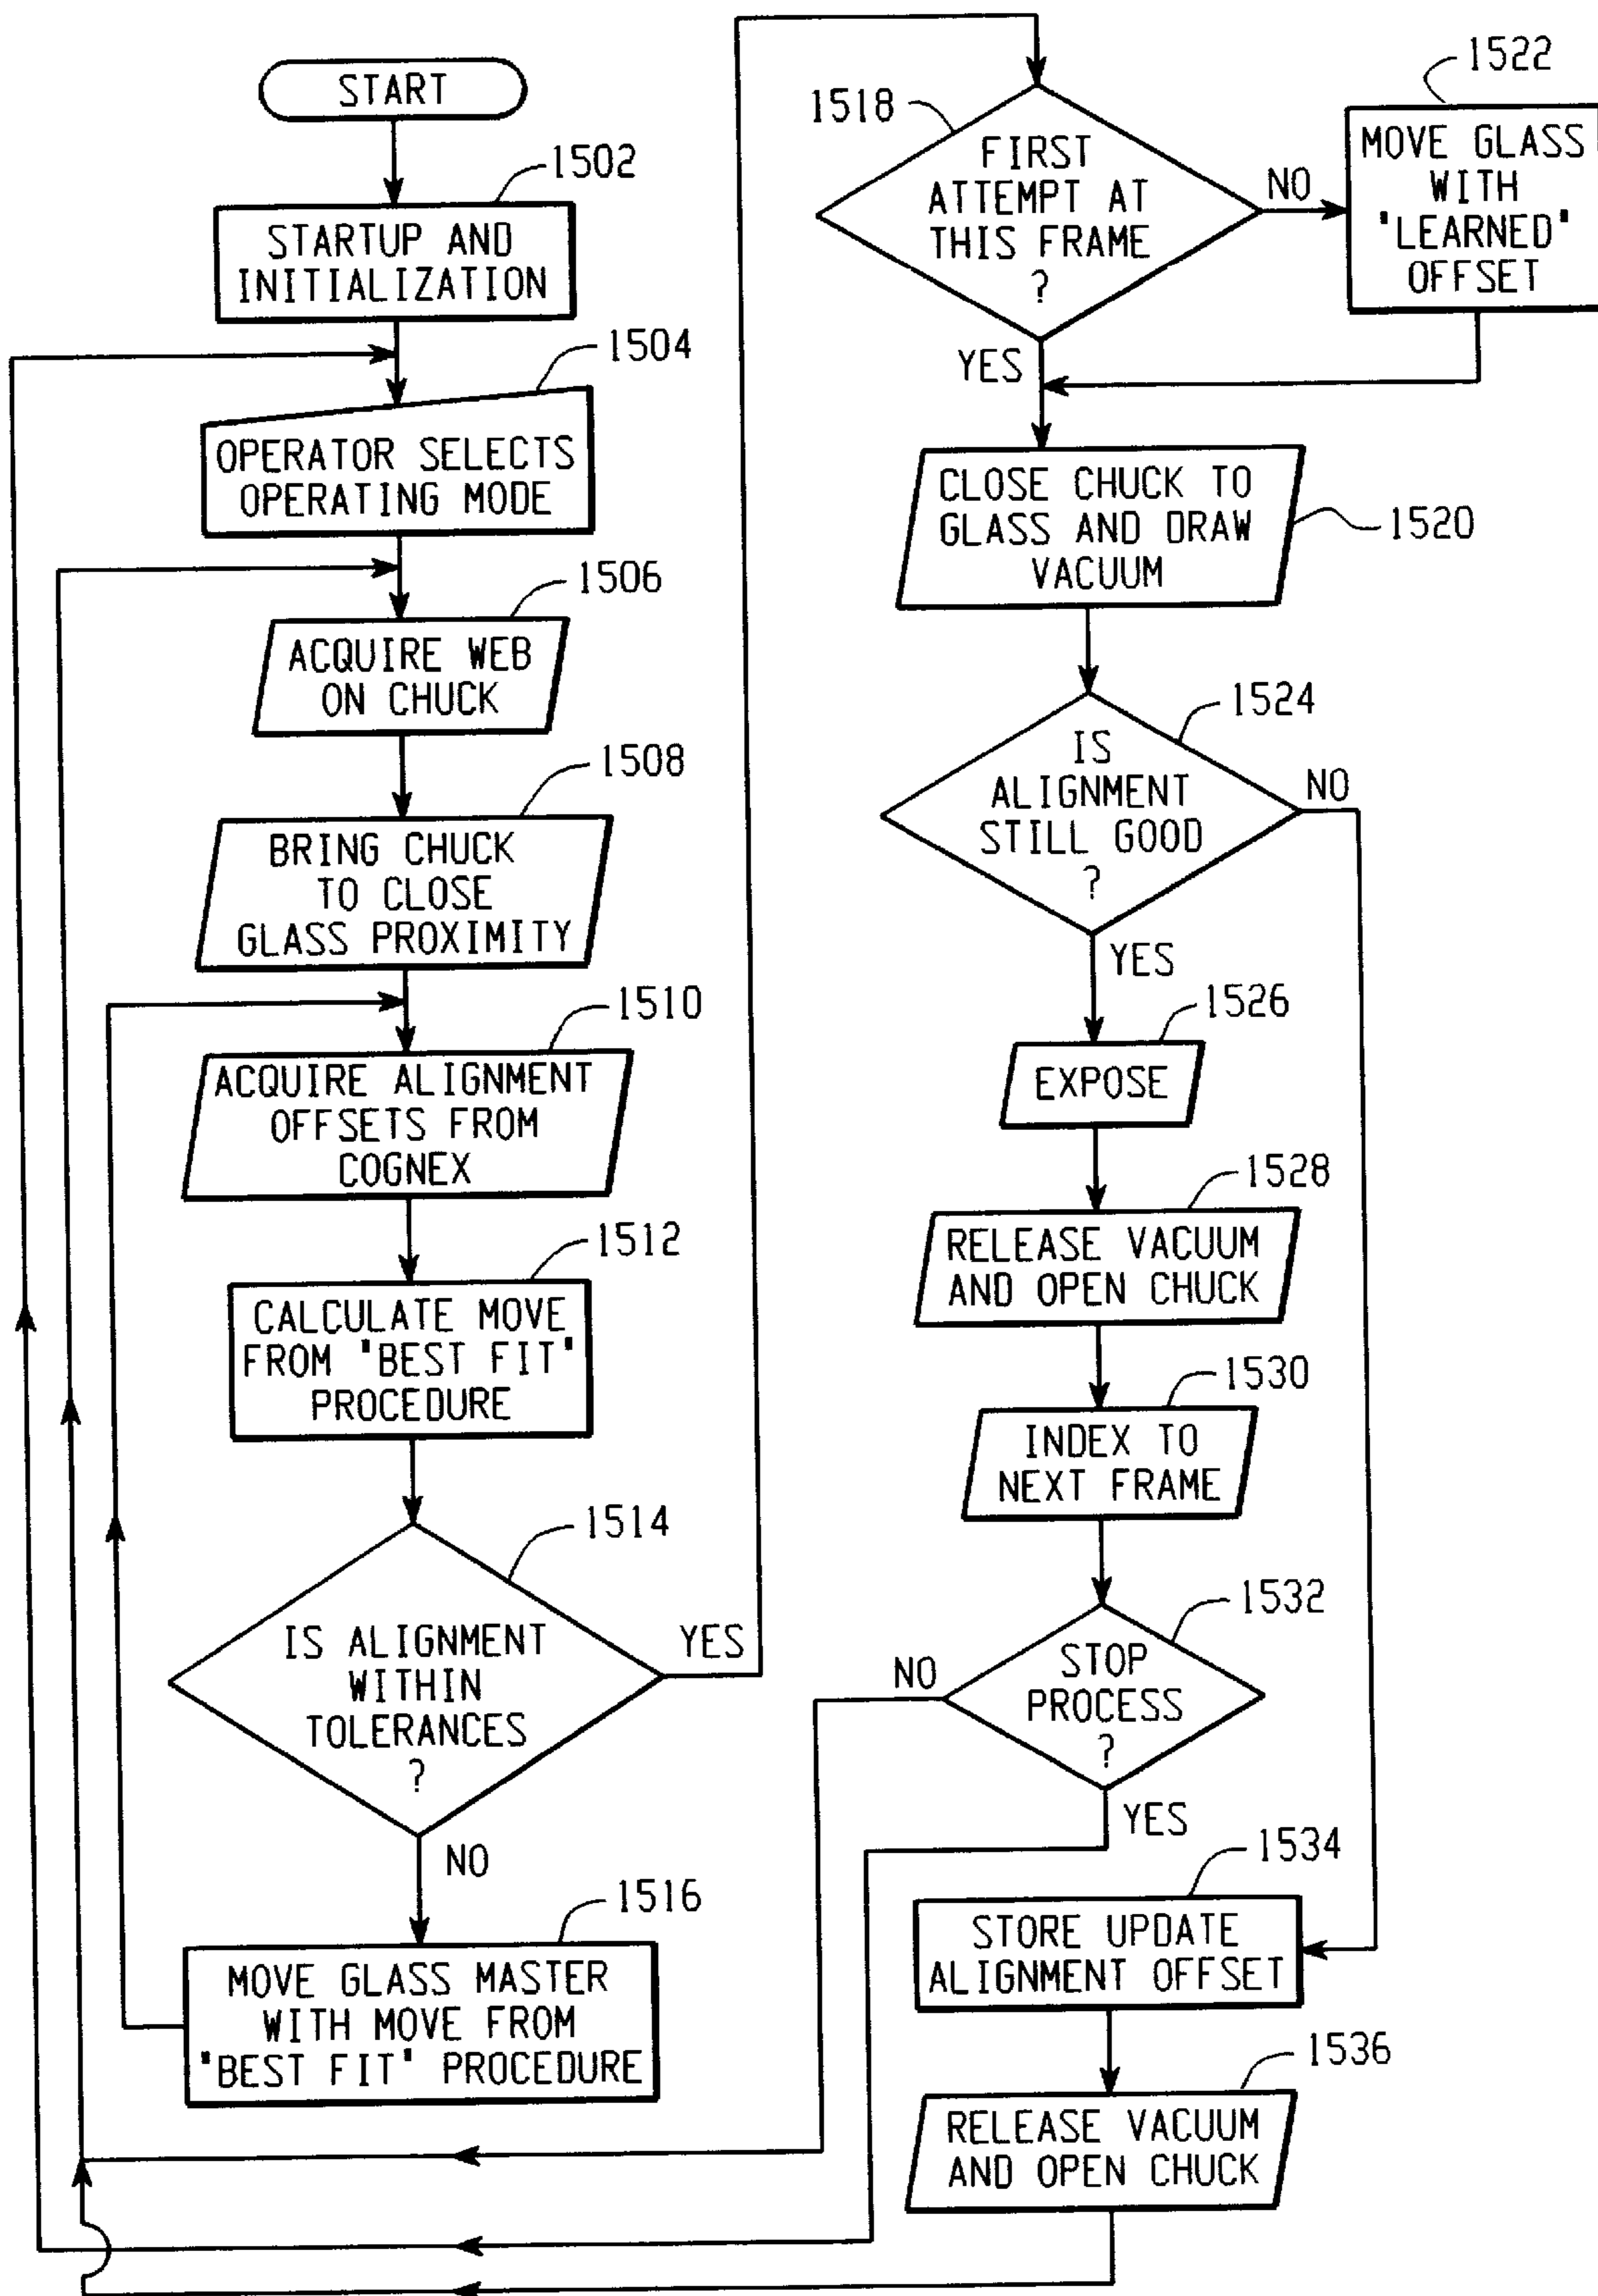 START
1502
STARTUP AND
INITIALIZATION
1504
OPERATOR SELECTS
OPERATING MODE
1506
ACQUIRE WEB
ON CHUCK
1508
BRING CHUCK
TO CLOSE
GLASS PROXIMITY
1510
ACQUIRE ALIGNMENT
OFFSETS FROM
COGNEX
1512
CALCULATE MOVE
FROM "BEST FIT"
PROCEDURE
1514
IS ALIGNMENT
WITHIN
TOLERANCES
?
YES
NO
1516
MOVE GLASS MASTER
WITH MOVE FROM
"BEST FIT" PROCEDURE
1518
FIRST
ATTEMPT AT
THIS FRAME
?
NO
YES
1522
MOVE GLASS
WITH
"LEARNED"
OFFSET
CLOSE CHUCK TO
GLASS AND DRAW
VACUUM
1520
1524
IS
ALIGNMENT
STILL GOOD
?
NO
YES
1526
EXPOSE
1528
RELEASE VACUUM
AND OPEN CHUCK
1530
INDEX TO
NEXT FRAME
1532
STOP
PROCESS
?
NO
YES
1534
STORE UPDATE
ALIGNMENT OFFSET
1536
RELEASE VACUUM
AND OPEN CHUCK